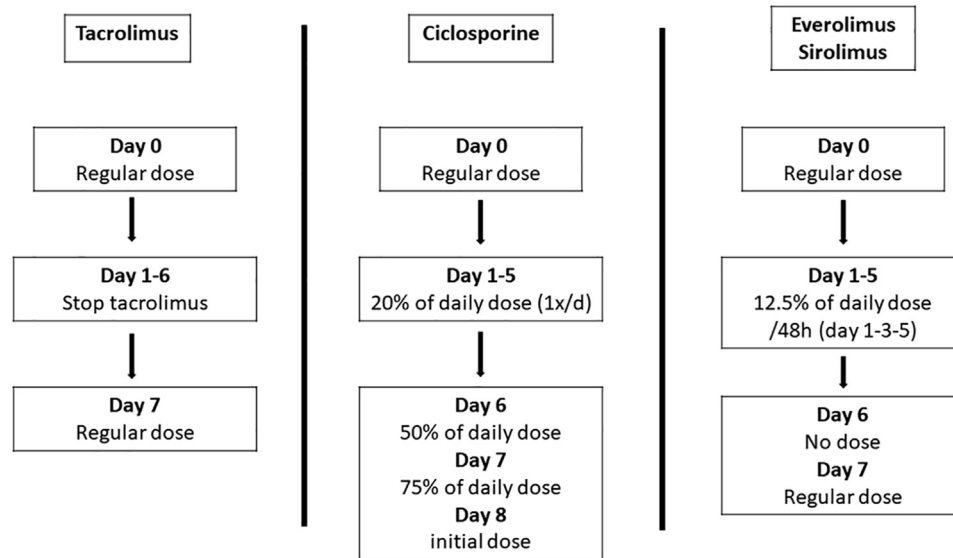 Tacrolimus
Day 0
Regular dose
Day 1-6
Stop tacrolimus
Day 7
Regular dose
Ciclosporine
Day 0
Regular dose
Day 1-5
20% of daily dose (1x/d)
Day 6
50% of daily dose
Day 7
75% of daily dose
Day 8
initial dose
Everolimus
Sirolimus
Day 0
Regular dose
Day 1-5
12.5% of daily dose
/48h (day 1-3-5)
Day 6
No dose
Day 7
Regular dose